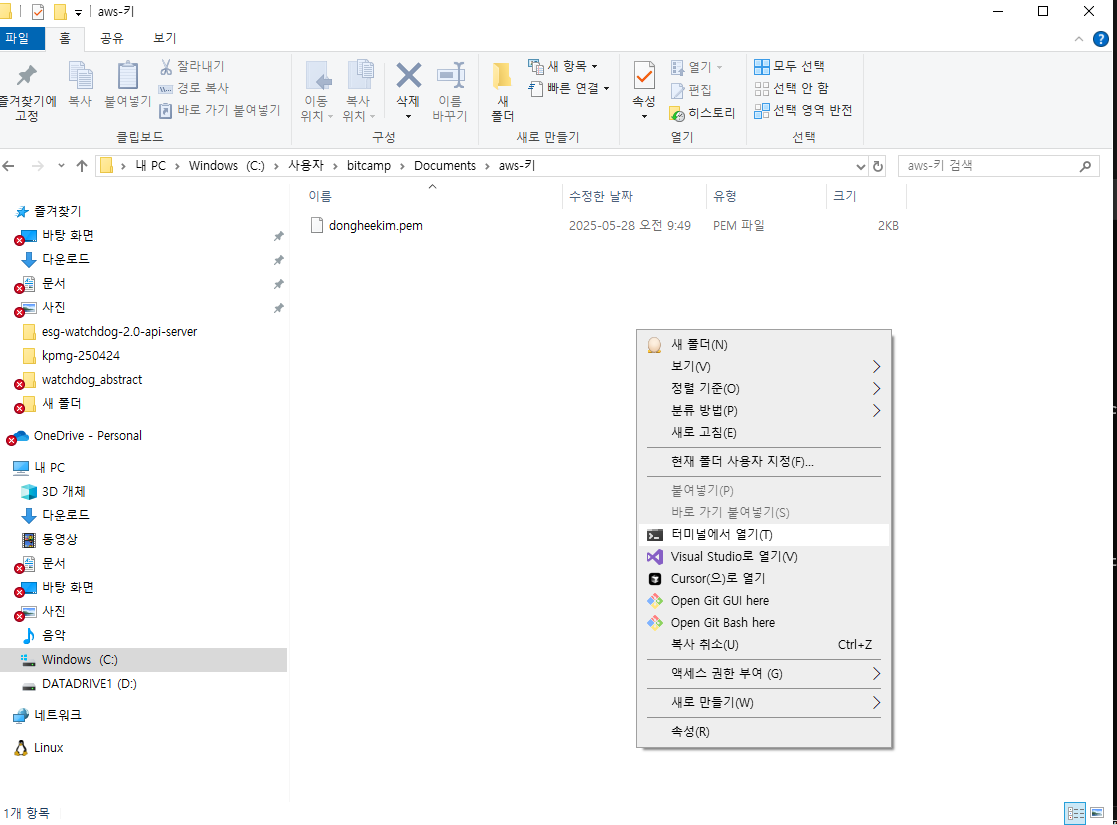 aws-키
파일 홈 공유 보기
즐겨찾기에 고정
복사
붙여넣기
잘라내기
경로 복사
바로 가기 붙여넣기
클립보드
이동 위치
복사 위치
삭제
이름 바꾸기
구성
새 폴더
새 항목
빠른 연결
새로 만들기
속성
열기
편집
히스토리
열기
모두 선택
선택 안 함
선택 영역 반전
선택
내 PC > Windows (C:) > 사용자 > bitcamp > Documents > aws-키
aws-키 검색
이름 수정한 날짜 유형 크기
dongheekim.pem 2025-05-28 오전 9:49 PEM 파일 2KB
즐겨찾기
바탕 화면
다운로드
문서
사진
esg-watchdog-2.0-api-server
kpmg-250424
watchdog_abstract
새 폴더
OneDrive - Personal
내 PC
3D 개체
다운로드
동영상
문서
바탕 화면
사진
음악
Windows (C:)
DATADRIVE1 (D:)
네트워크
Linux
새 폴더(N)
보기(V)
정렬 기준(O)
분류 방법(P)
새로 고침(E)
현재 폴더 사용자 지정(F)...
붙여넣기(P)
바로 가기 붙여넣기(S)
터미널에서 열기(T)
Visual Studio로 열기(V)
Cursor(으)로 열기
Open Git GUI here
Open Git Bash here
복사 취소(U) Ctrl+Z
액세스 권한 부여 (G)
새로 만들기(W)
속성(R)
1개 항목